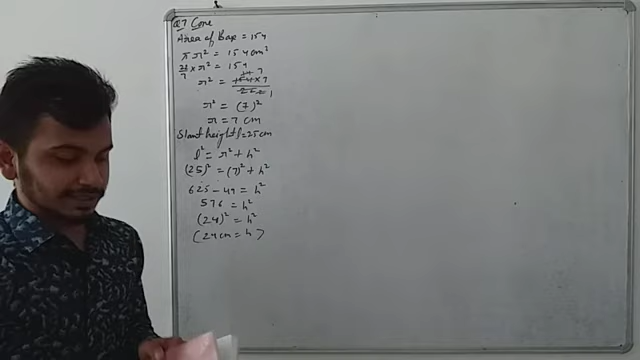 Q7 Cone
Area of Base = 154
π r² = 154 cm²
22/7 × r² = 154
r² = 154 × 7 / 22
r² = (7)²
r = 7 cm
Slant height l = 25 cm
l² = r² + h²
(25)² = (7)² + h²
625 - 49 = h²
576 = h²
(24)² = h²
(24 cm = h)